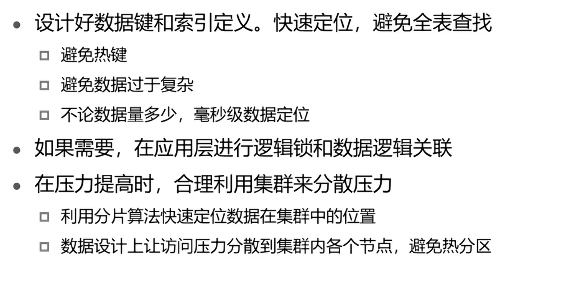 设计好数据键和索引定义。快速定位，避免全表查找
避免热键
避免数据过于复杂
不论数据量多少，毫秒级数据定位
如果需要，在应用层进行逻辑锁和数据逻辑关联
在压力提高时，合理利用集群来分散压力
利用分片算法快速定位数据在集群中的位置
数据设计上让访问压力分散到集群内各个节点，避免热分区